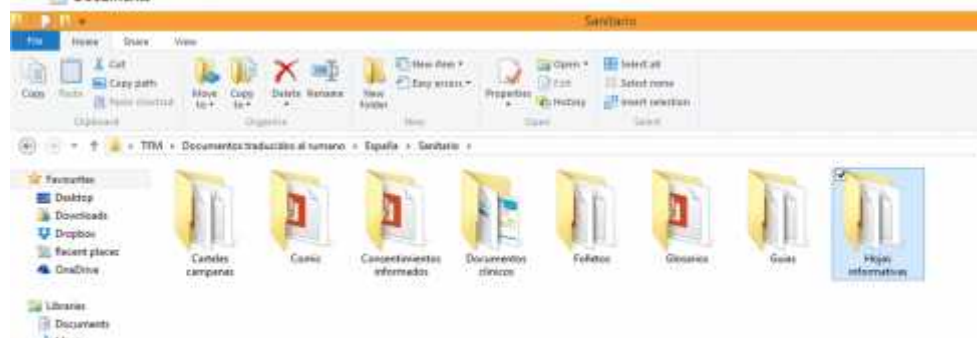 Sanitario
File Home Share View
Cut
Copy path
Paste shortcut
Copy Paste
Move to
Copy to
Delete Rename
New folder
New item
Easy access
Properties
Open
Edit
History
Select all
Select none
Invert selection
Clipboard Organise New Open Select
TFM Documentos traducidos al rumano España Sanitario
Favourites
Desktop
Downloads
Dropbox
Recent places
OneDrive
Libraries
Documents
Carteles campanas
Comic
Consentimientos informados
Documentos clínicos
Folletos
Glosarios
Guias
Hojas informativas